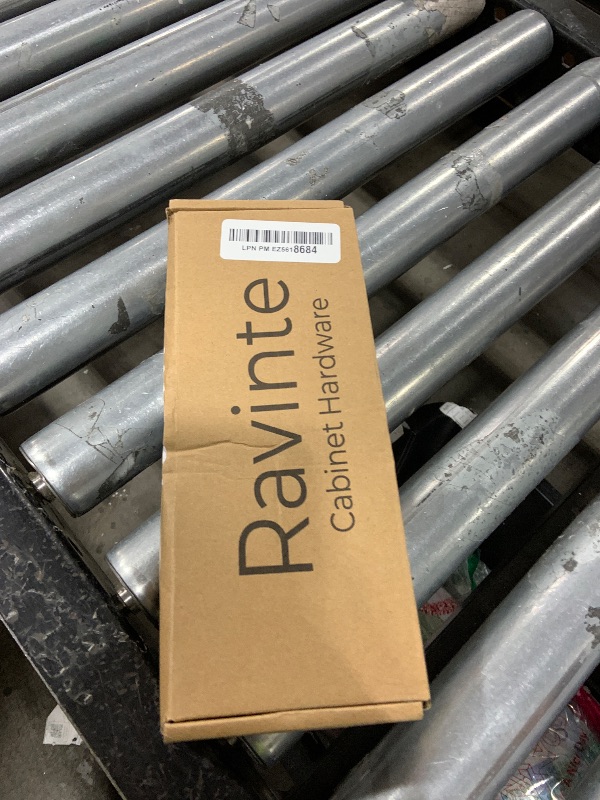 LPN PM EZ5618684
Ravinte
Cabinet Hardware